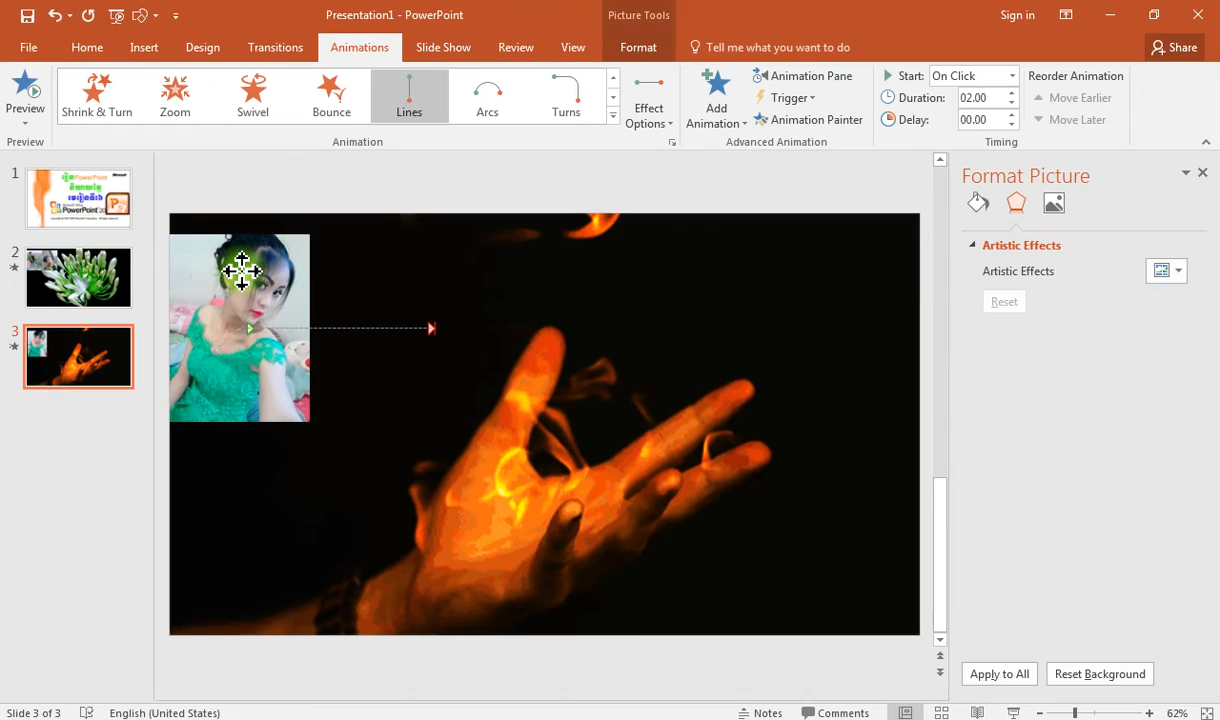 Presentation1 - PowerPoint
Picture Tools
Sign in
File
Home
Insert
Design
Transitions
Animations
Slide Show
Review
View
Format
Tell me what you want to do
Share
Preview
Shrink & Turn
Zoom
Swivel
Bounce
Lines
Arcs
Turns
Effect Options
Add Animation
Animation Pane
Trigger
Animation Painter
Start: On Click
Duration: 02.00
Delay: 00.00
Reorder Animation
Move Earlier
Move Later
Preview
Animation
Advanced Animation
Timing
1
PowerPoint
PowerPoint
2
3
Format Picture
Artistic Effects
Artistic Effects
Reset
Apply to All
Reset Background
Slide 3 of 3
English (United States)
Notes
Comments
62%